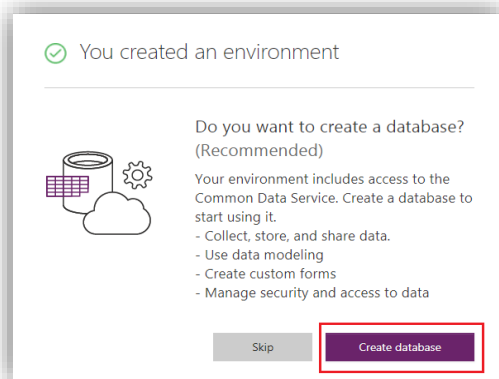 You created an environment
Do you want to create a database?
(Recommended)
Your environment includes access to the
Common Data Service. Create a database to
start using it.
- Collect, store, and share data.
- Use data modeling
- Create custom forms
- Manage security and access to data
Skip
Create database